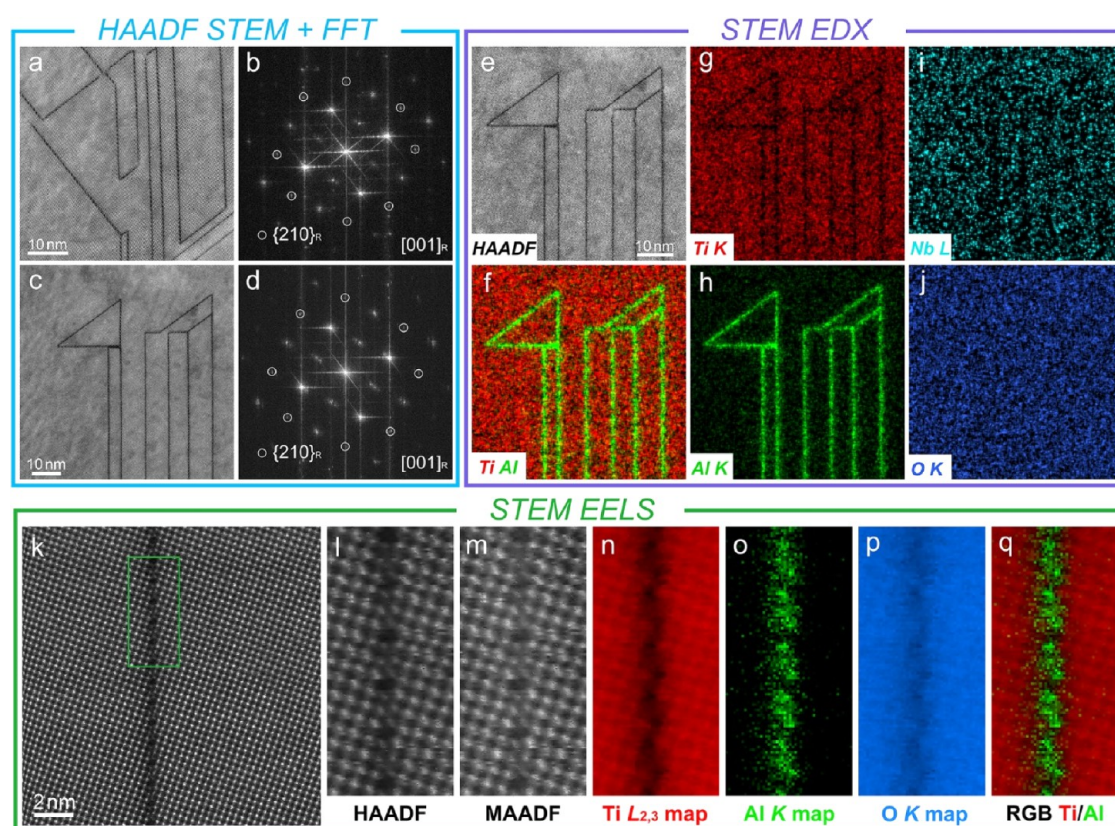 HAADF STEM + FFT
STEM EDX
a
10 nm
b
{210}R
[001]R
c
10 nm
d
{210}R
[001]R
e
HAADF
10 nm
g
Ti K
i
Nb L
f
Ti Al
h
Al K
j
O K
STEM EELS
k
2 nm
l
HAADF
m
MAADF
n
Ti L2,3 map
o
Al K map
p
O K map
q
RGB Ti/Al